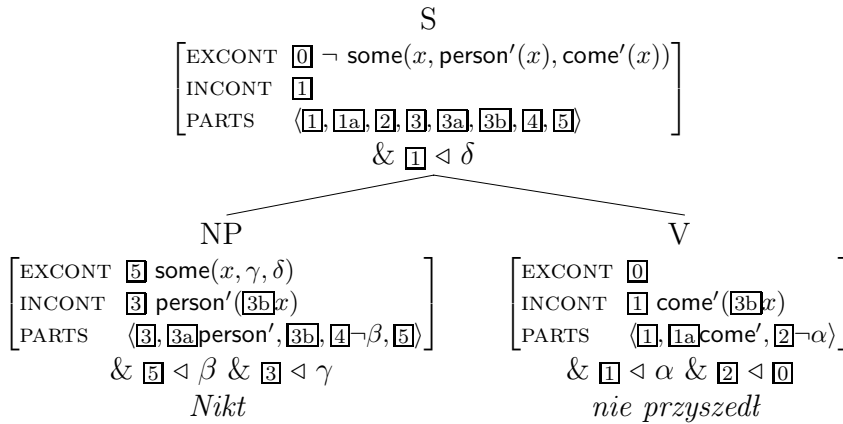 S
EXCONT [0] ¬ some(x, person′(x), come′(x))
INCONT [1]
PARTS ⟨[1], [1a], [2], [3], [3a], [3b], [4], [5]⟩
& [1] ◁ δ
NP
EXCONT [5] some(x, γ, δ)
INCONT [3] person′([3b]x)
PARTS ⟨[3], [3a]person′, [3b], [4]¬β, [5]⟩
& [5] ◁ β & [3] ◁ γ
Nikt
V
EXCONT [0]
INCONT [1] come′([3b]x)
PARTS ⟨[1], [1a]come′, [2]¬α⟩
& [1] ◁ α & [2] ◁ [0]
nie przyszedł